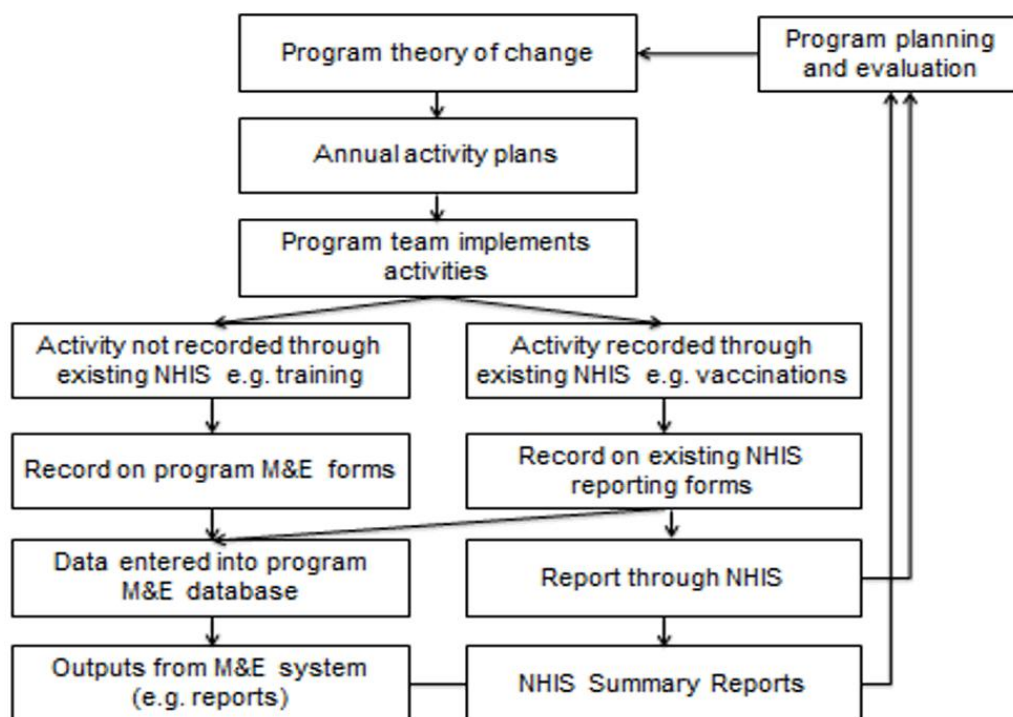 Program theory of change
Program planning
and evaluation
Annual activity plans
Program team implements
activities
Activity not recorded through
existing NHIS e.g. training
Activity recorded through
existing NHIS e.g. vaccinations
Record on program M&E forms
Record on existing NHIS
reporting forms
Data entered into program
M&E database
Report through NHIS
Outputs from M&E system
(e.g. reports)
NHIS Summary Reports